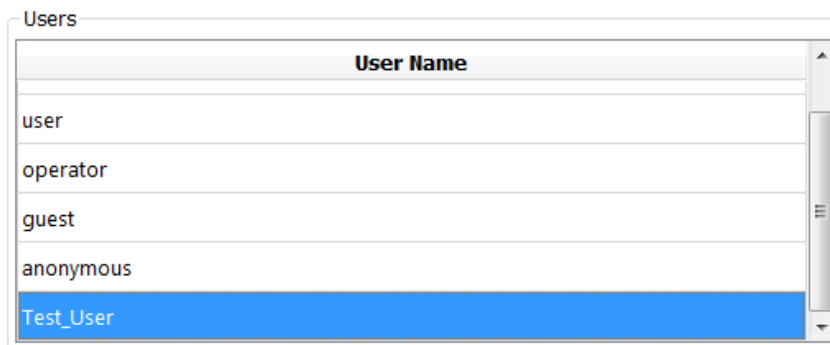 Users
User Name
user
operator
guest
anonymous
Test_User